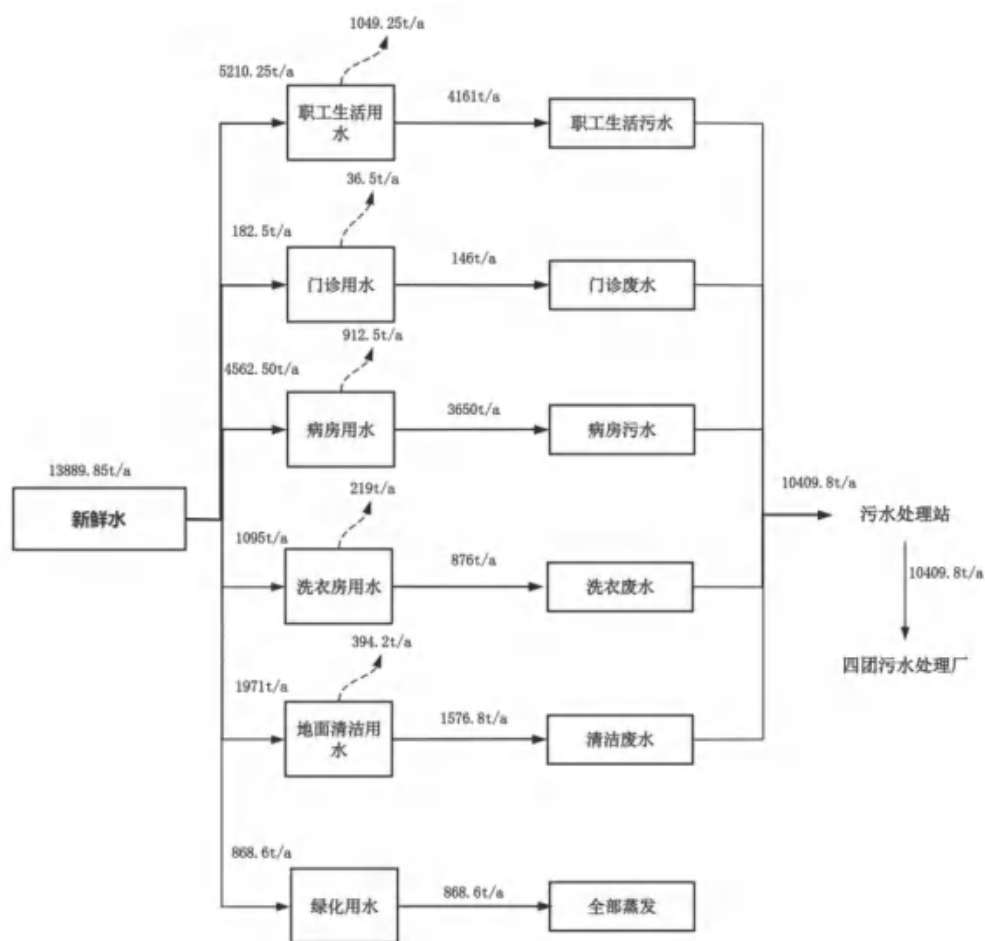 1049.25t/a
5210.25t/a
职工生活用
水
4161t/a
职工生活污水
36.5t/a
182.5t/a
门诊用水
146t/a
门诊废水
912.5t/a
4562.50t/a
病房用水
3650t/a
病房污水
13889.85t/a
新鲜水
219t/a
1095t/a
洗衣房用水
876t/a
洗衣废水
10409.8t/a
污水处理站
10409.8t/a
四团污水处理厂
394.2t/a
1971t/a
地面清洁用
水
1576.8t/a
清洁废水
868.6t/a
绿化用水
868.6t/a
全部蒸发